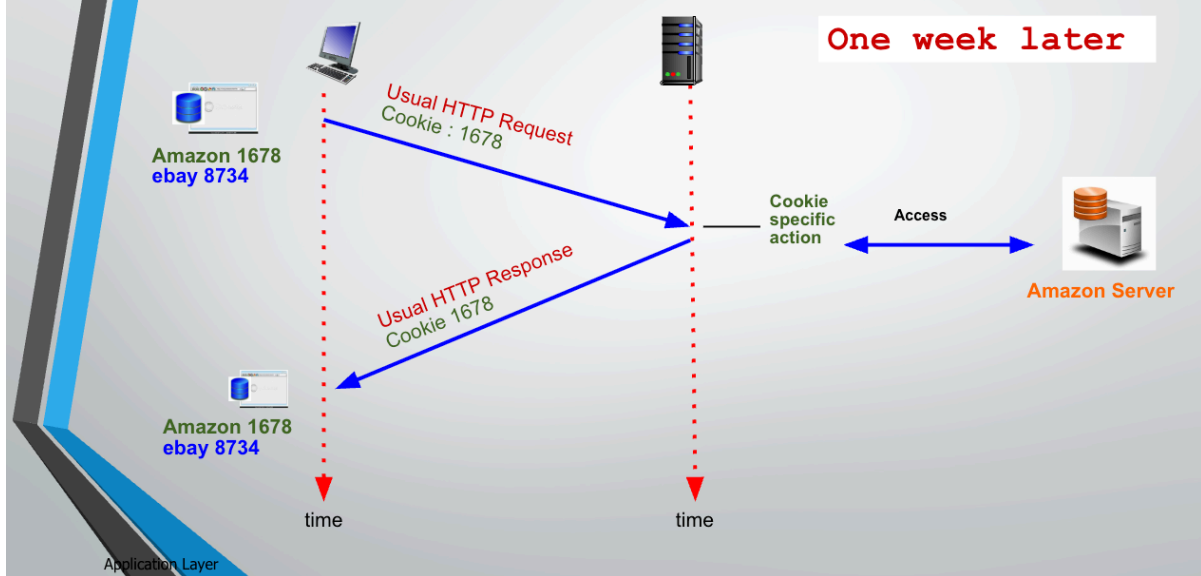 One week later
Usual HTTP Request
Cookie : 1678
Amazon 1678
ebay 8734
Cookie
specific
action
Access
Amazon Server
Usual HTTP Response
Cookie 1678
Amazon 1678
ebay 8734
time
time
Application Layer